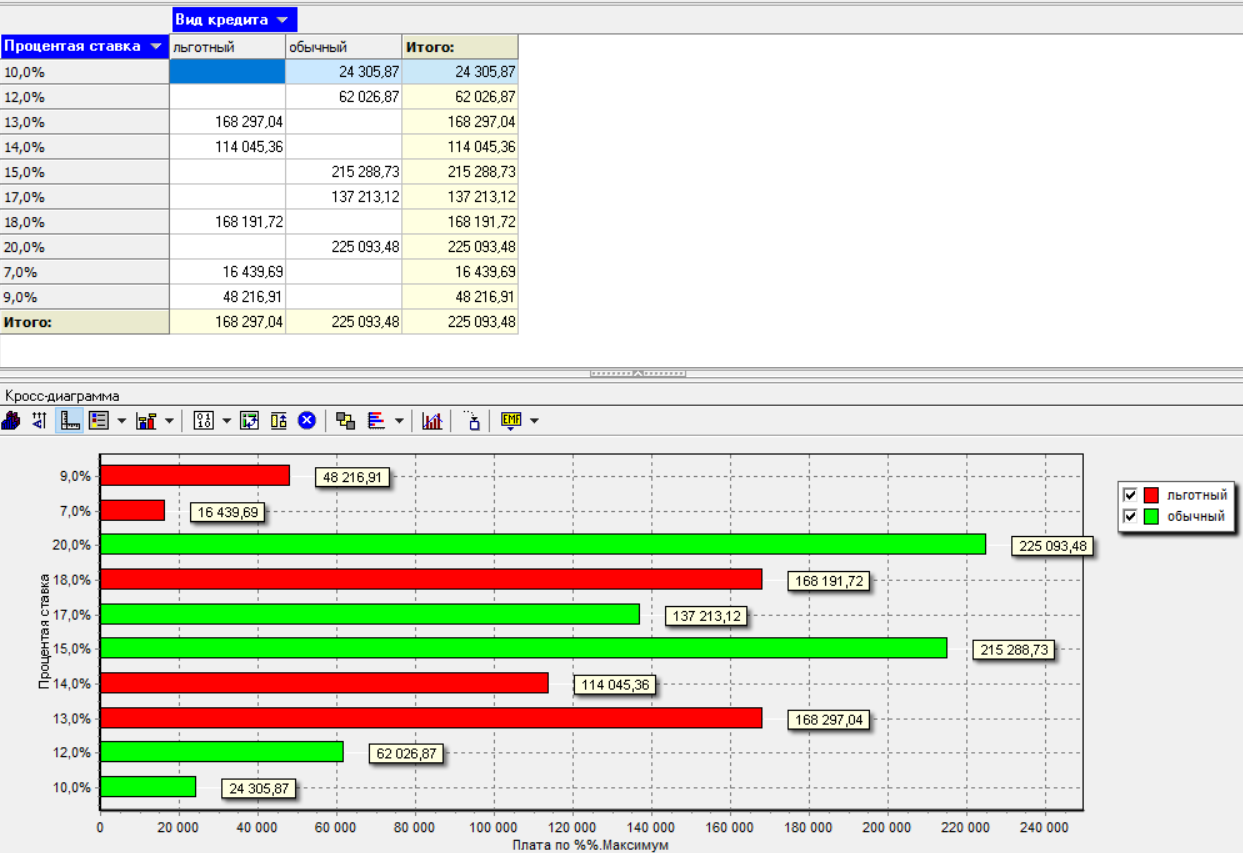 Вид кредита
Процентая ставка льготный обычный Итого:
10,0% 24 305,87 24 305,87
12,0% 62 026,87 62 026,87
13,0% 168 297,04 168 297,04
14,0% 114 045,36 114 045,36
15,0% 215 288,73 215 288,73
17,0% 137 213,12 137 213,12
18,0% 168 191,72 168 191,72
20,0% 225 093,48 225 093,48
7,0% 16 439,69 16 439,69
9,0% 48 216,91 48 216,91
Итого: 168 297,04 225 093,48 225 093,48
Кросс-диаграмма
EMF
9,0% 48 216,91
7,0% 16 439,69
20,0% 225 093,48
18,0% 168 191,72
17,0% 137 213,12
15,0% 215 288,73
14,0% 114 045,36
13,0% 168 297,04
12,0% 62 026,87
10,0% 24 305,87
Процентая ставка
0 20 000 40 000 60 000 80 000 100 000 120 000 140 000 160 000 180 000 200 000 220 000 240 000
Плата по %%.Максимум
льготный
обычный